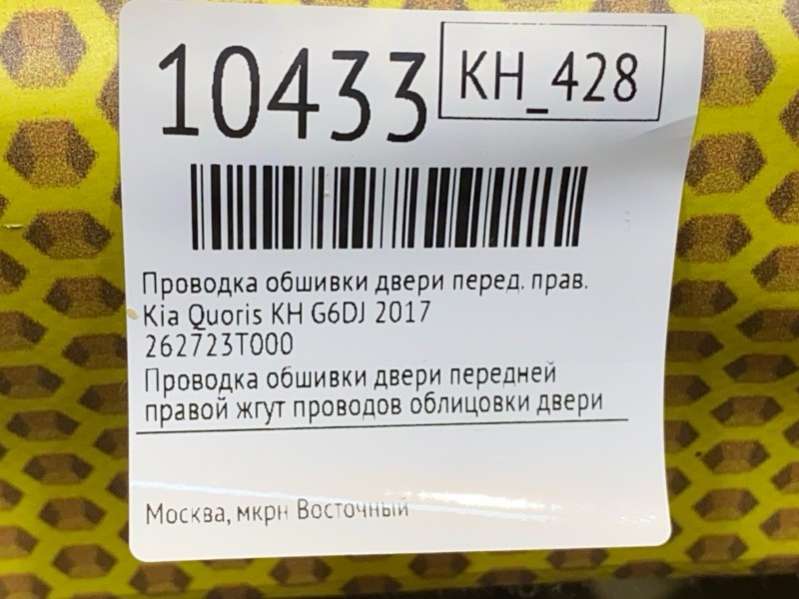 10433
KH_428
Проводка обшивки двери перед. прав.
Kia Quoris KH G6DJ 2017
262723T000
Проводка обшивки двери передней
правой жгут проводов облицовки двери
Москва, мкрн Восточный